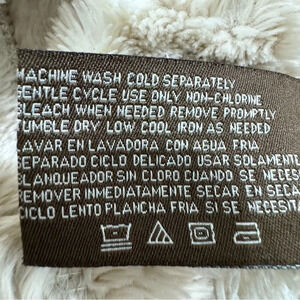 MACHINE WASH COLD SEPARATELY
GENTLE CYCLE USE ONLY NON-CHLORINE
BLEACH WHEN NEEDED REMOVE PROMPTLY
TUMBLE DRY LOW COOL IRON AS NEEDED
LAVAR EN LAVADORA CON AGUA FRIA
SEPARADO CICLO DELICADO USAR SOLAMENTE
BLANQUEADOR SIN CLORO CUANDO SE NECES
REMOVER INMEDIATAMENTE SECAR EN SECA
CICLO LENTO PLANCHA FRIA SI SE NECESITA